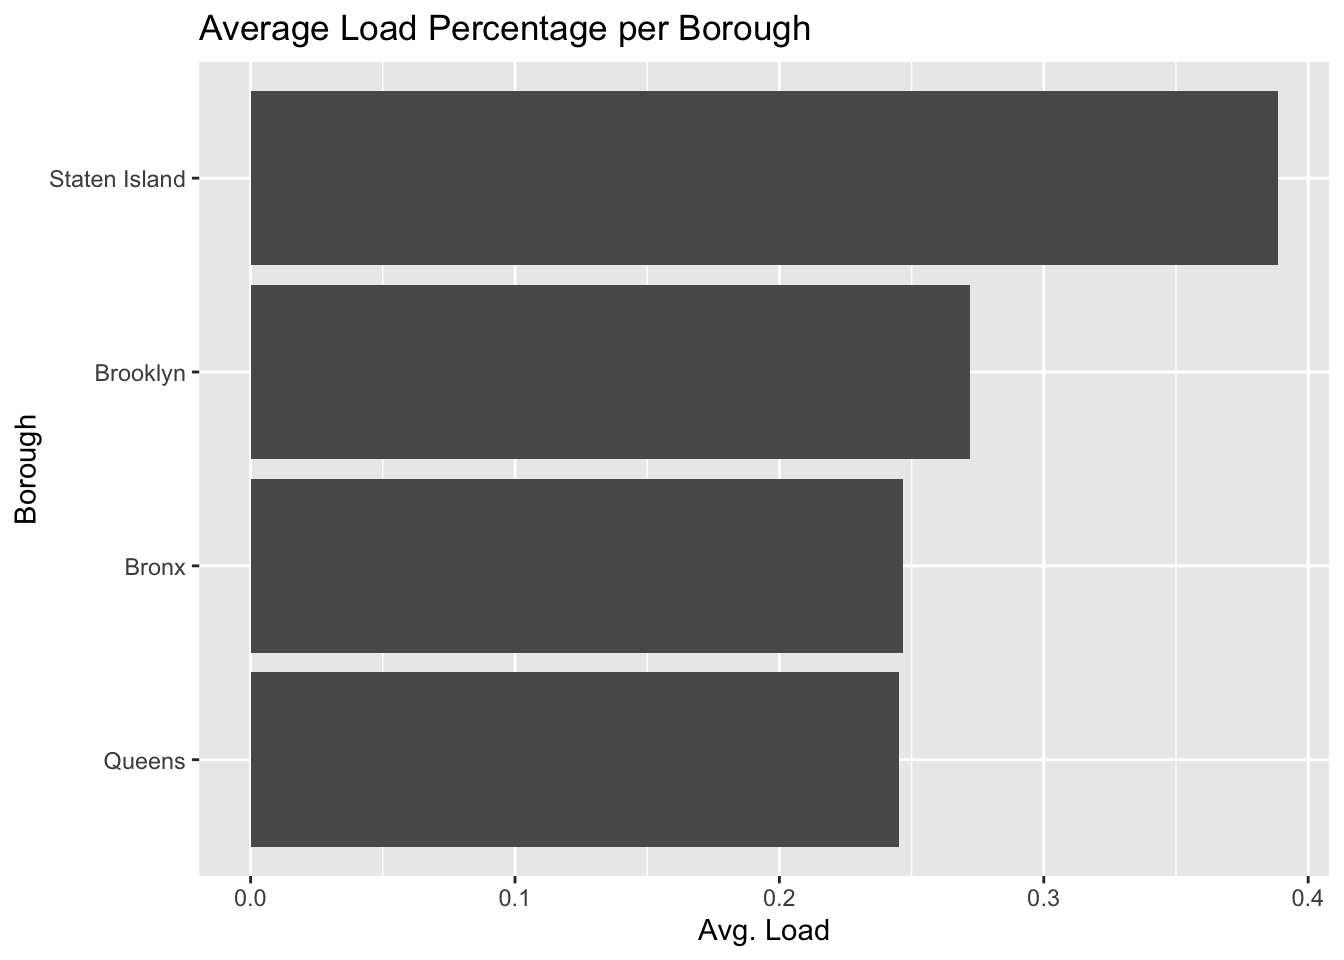 Average Load Percentage per Borough
Borough
Staten Island
Brooklyn
Bronx
Queens
0.0 0.1 0.2 0.3 0.4
Avg. Load